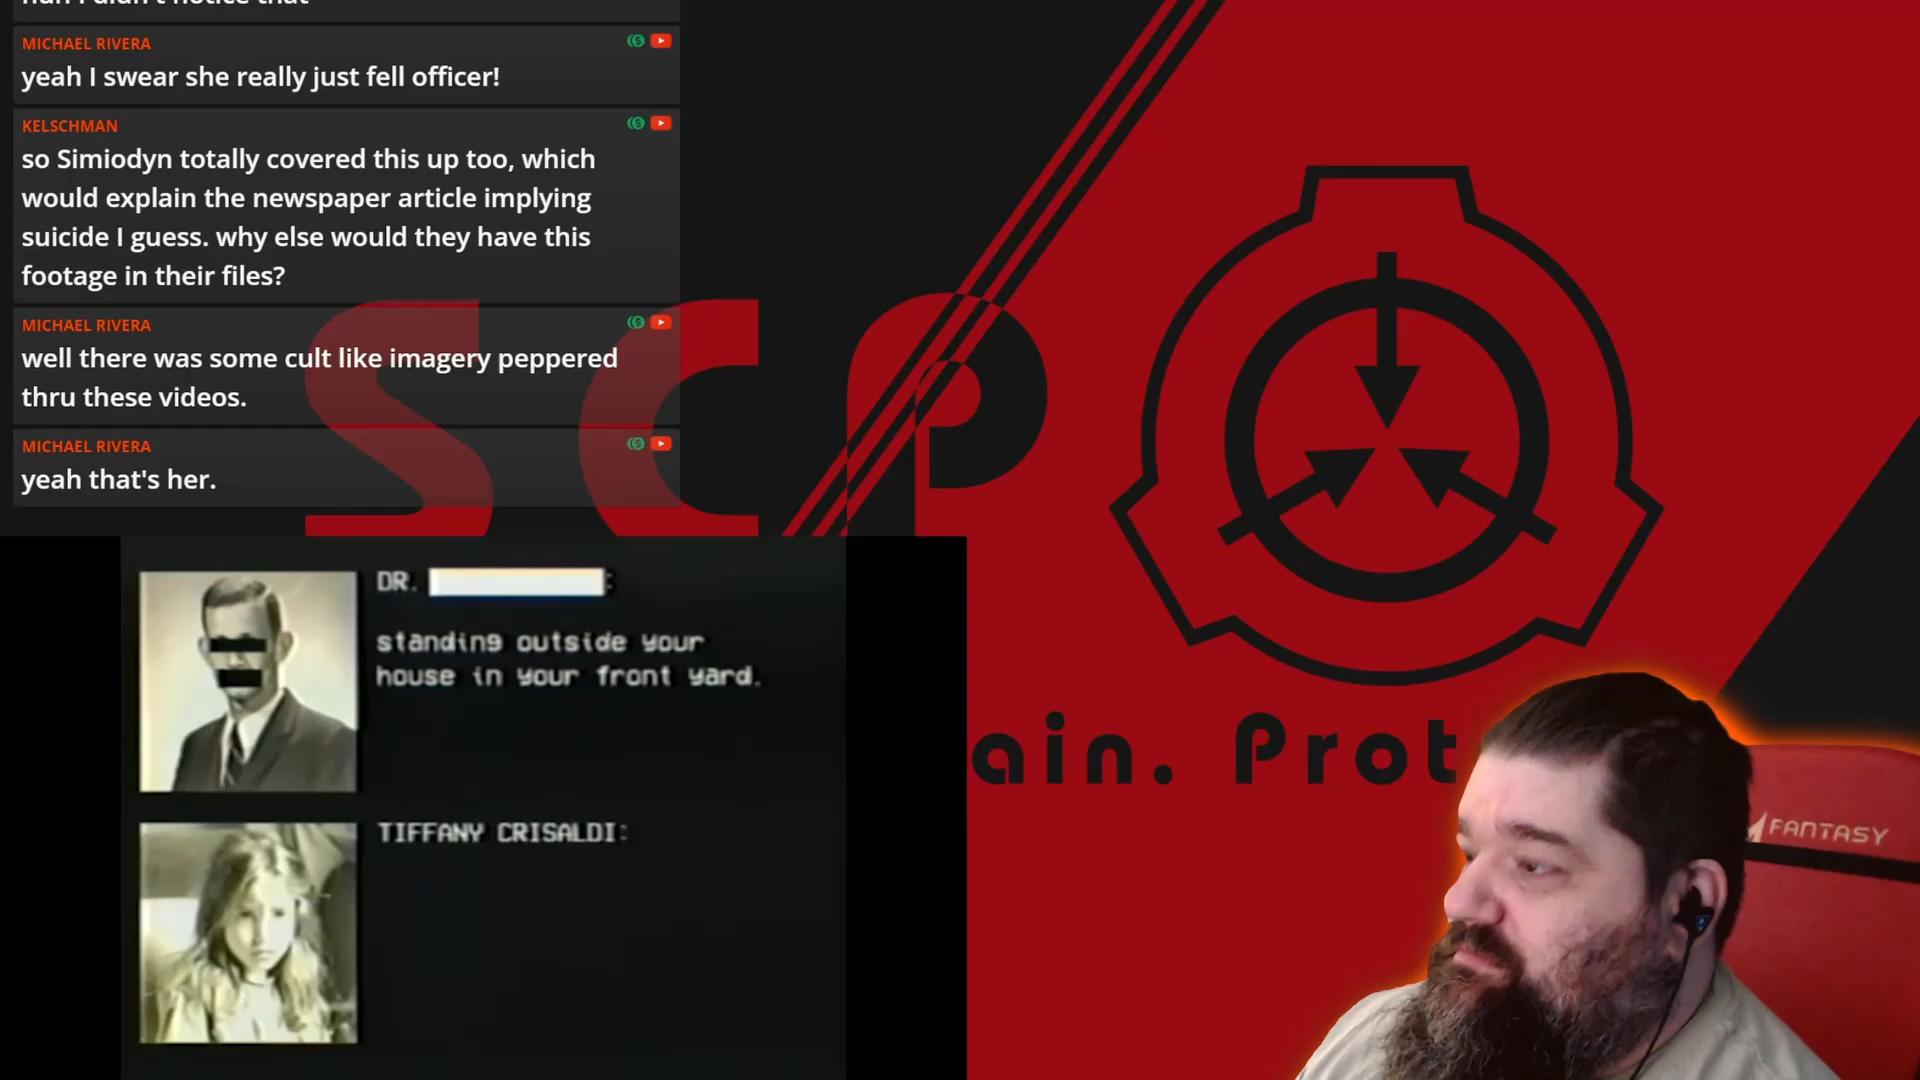 MICHAEL RIVERA
yeah I swear she really just fell officer!
KELSCHMAN
so Simiodyn totally covered this up too, which
would explain the newspaper article implying
suicide I guess. why else would they have this
footage in their files?
MICHAEL RIVERA
well there was some cult like imagery peppered
thru these videos.
MICHAEL RIVERA
yeah that's her.
SCP
ain. Prot
DR. :
standing outside your
house in your front yard.
TIFFANY CRISALDI:
FANTASY